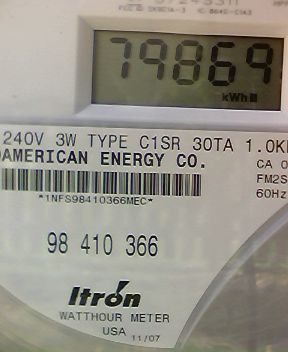 79869
kWh
240V 3W TYPE C1SR 30TA 1.0
AMERICAN ENERGY CO.
CA
FM2S
60Hz
*1NFS98410366MEC*
98 410 366
Itron
WATTHOUR METER
USA 11/07